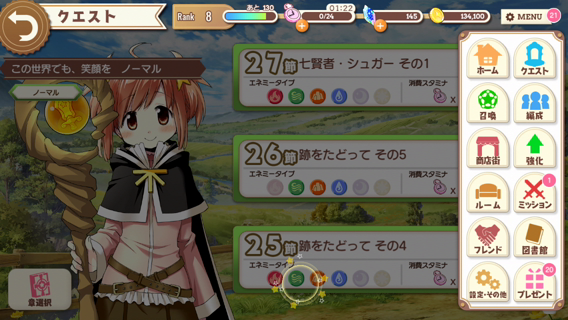 クエスト
Rank 8
あと 130
0/24
01:22
145
134,100
MENU 21
この世界でも、笑顔を ノーマル
ノーマル
27節 七賢者・シュガー その1
エネミータイプ
消費スタミナ
x
26節 跡をたどって その5
エネミータイプ
消費スタミナ
x
25節 跡をたどって その4
エネミータイプ
消費スタミナ
x
章選択
ホーム
クエスト
召喚
編成
商店街
強化
ルーム
ミッション
1
フレンド
図書館
設定・その他
プレゼント
20